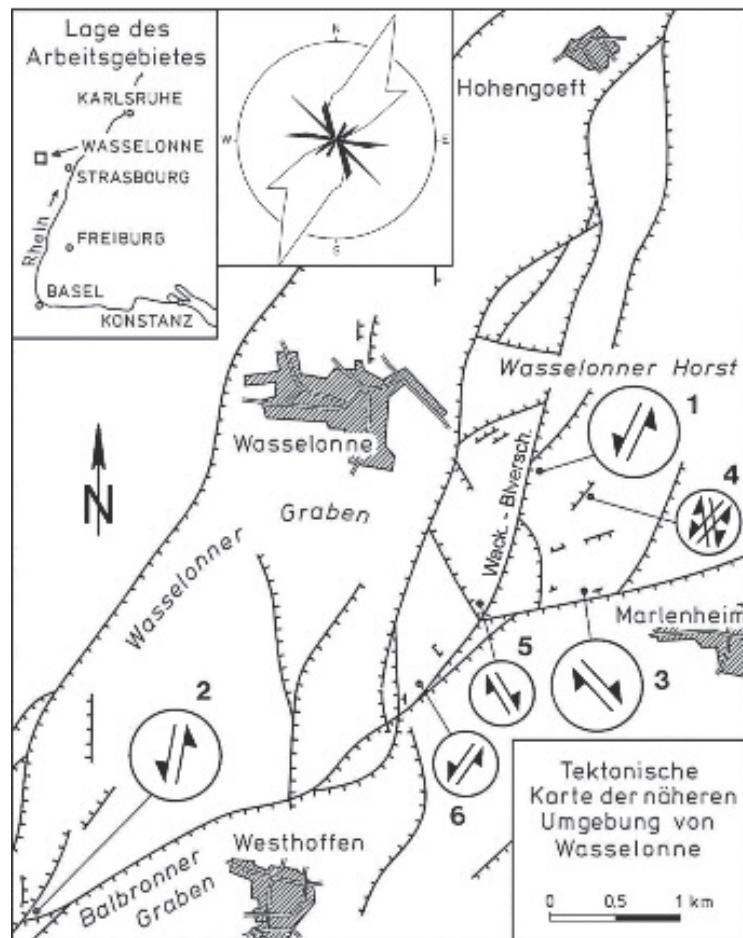 Lage des
Arbeitsgebietes
KARLSRUHE
WASSELONNE
STRASBOURG
Rhein
FREIBURG
BASEL
KONSTANZ
N
W
E
S
Hohengoeft
Wasselonner Horst
1
Wasselonne
4
N
Graben
Wasselonner
Wack.-Biversch.
Marlenheim
5
3
2
6
Westhoffen
Balbronner
Graben
Tektonische
Karte der näheren
Umgebung von
Wasselonne
0 0,5 1 km